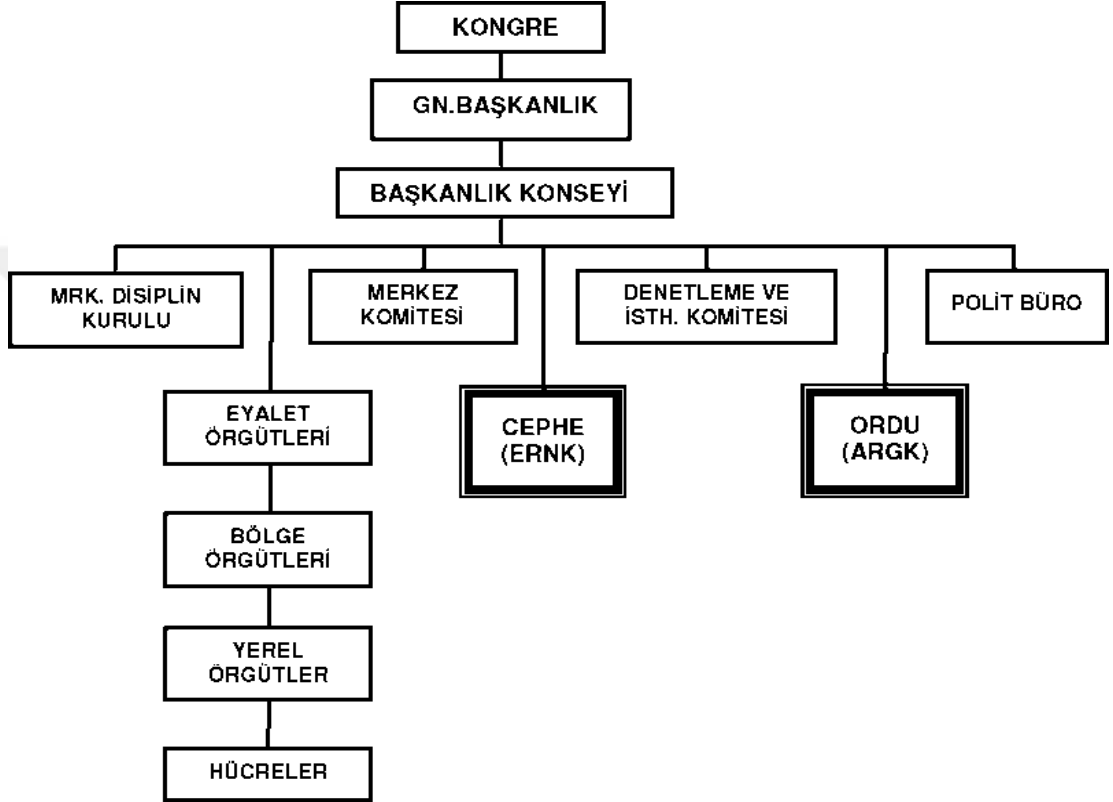 KONGRE
GN.BAŞKANLIK
BAŞKANLIK KONSEYİ
MRK. DİSİPLİN
KURULU
MERKEZ
KOMİTESİ
DENETLEME VE
İSTH. KOMİTESİ
POLİT BÜRO
EYALET
ÖRGÜTLERİ
CEPHE
(ERNK)
ORDU
(ARGK)
BÖLGE
ÖRGÜTLERİ
YEREL
ÖRGÜTLER
HÜCRELER